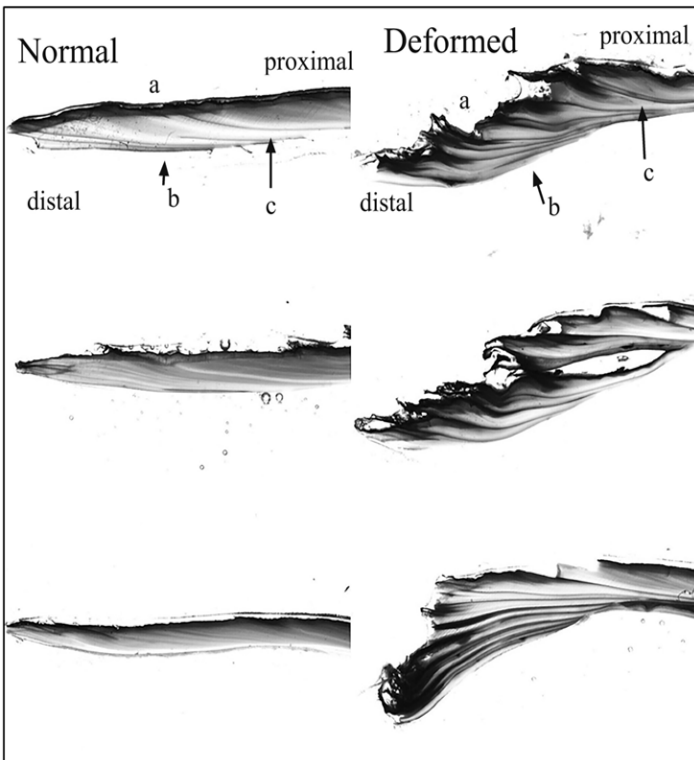 Normal
proximal
a
distal
b
c
Deformed
proximal
a
distal
b
c